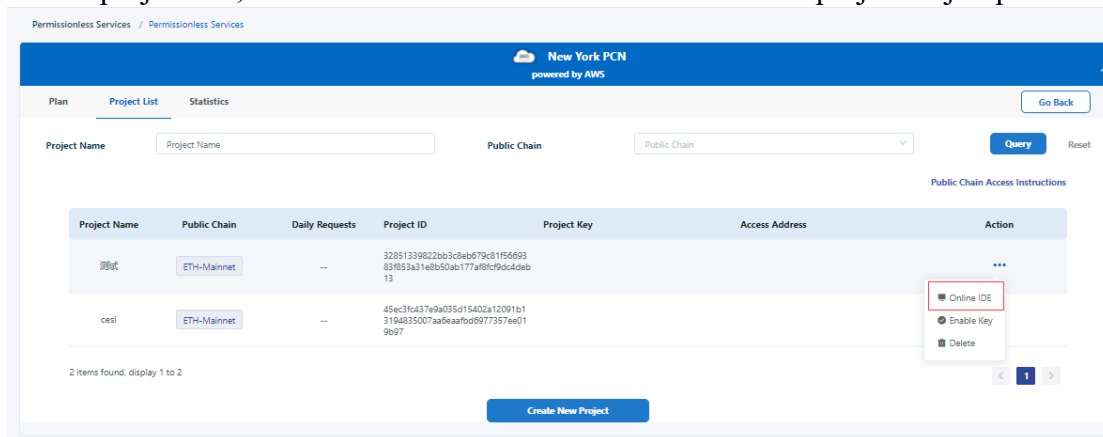 Permissionless Services / Permissionless Services
New York PCN
powered by AWS
Plan Project List Statistics Go Back
Project Name Project Name Public Chain Public Chain Query Reset
Public Chain Access Instructions
Project Name Public Chain Daily Requests Project ID Project Key Access Address Action
测试 ETH-Mainnet -- 32851339822bb3c8eb679c81f56693
83f853a31e8b50ab177af8fcf9dc4deb
13
Online IDE
Enable Key
Delete
cesi ETH-Mainnet -- 45ec3fc437e9a035d15402a12091b1
3194835007aa6eaafbd6977357ee01
9b97
2 items found, display 1 to 2 1
Create New Project